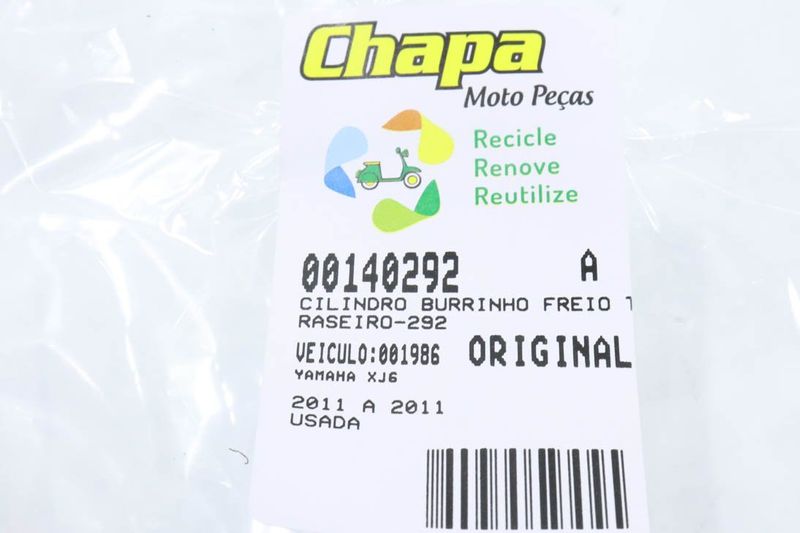 Chapa
Moto Peças
Recicle
Renove
Reutilize
00140292 A
CILINDRO BURRINHO FREIO T
RASEIRO-292
VEICULO:001986 ORIGINAL
YAMAHA XJ6
2011 A 2011
USADA